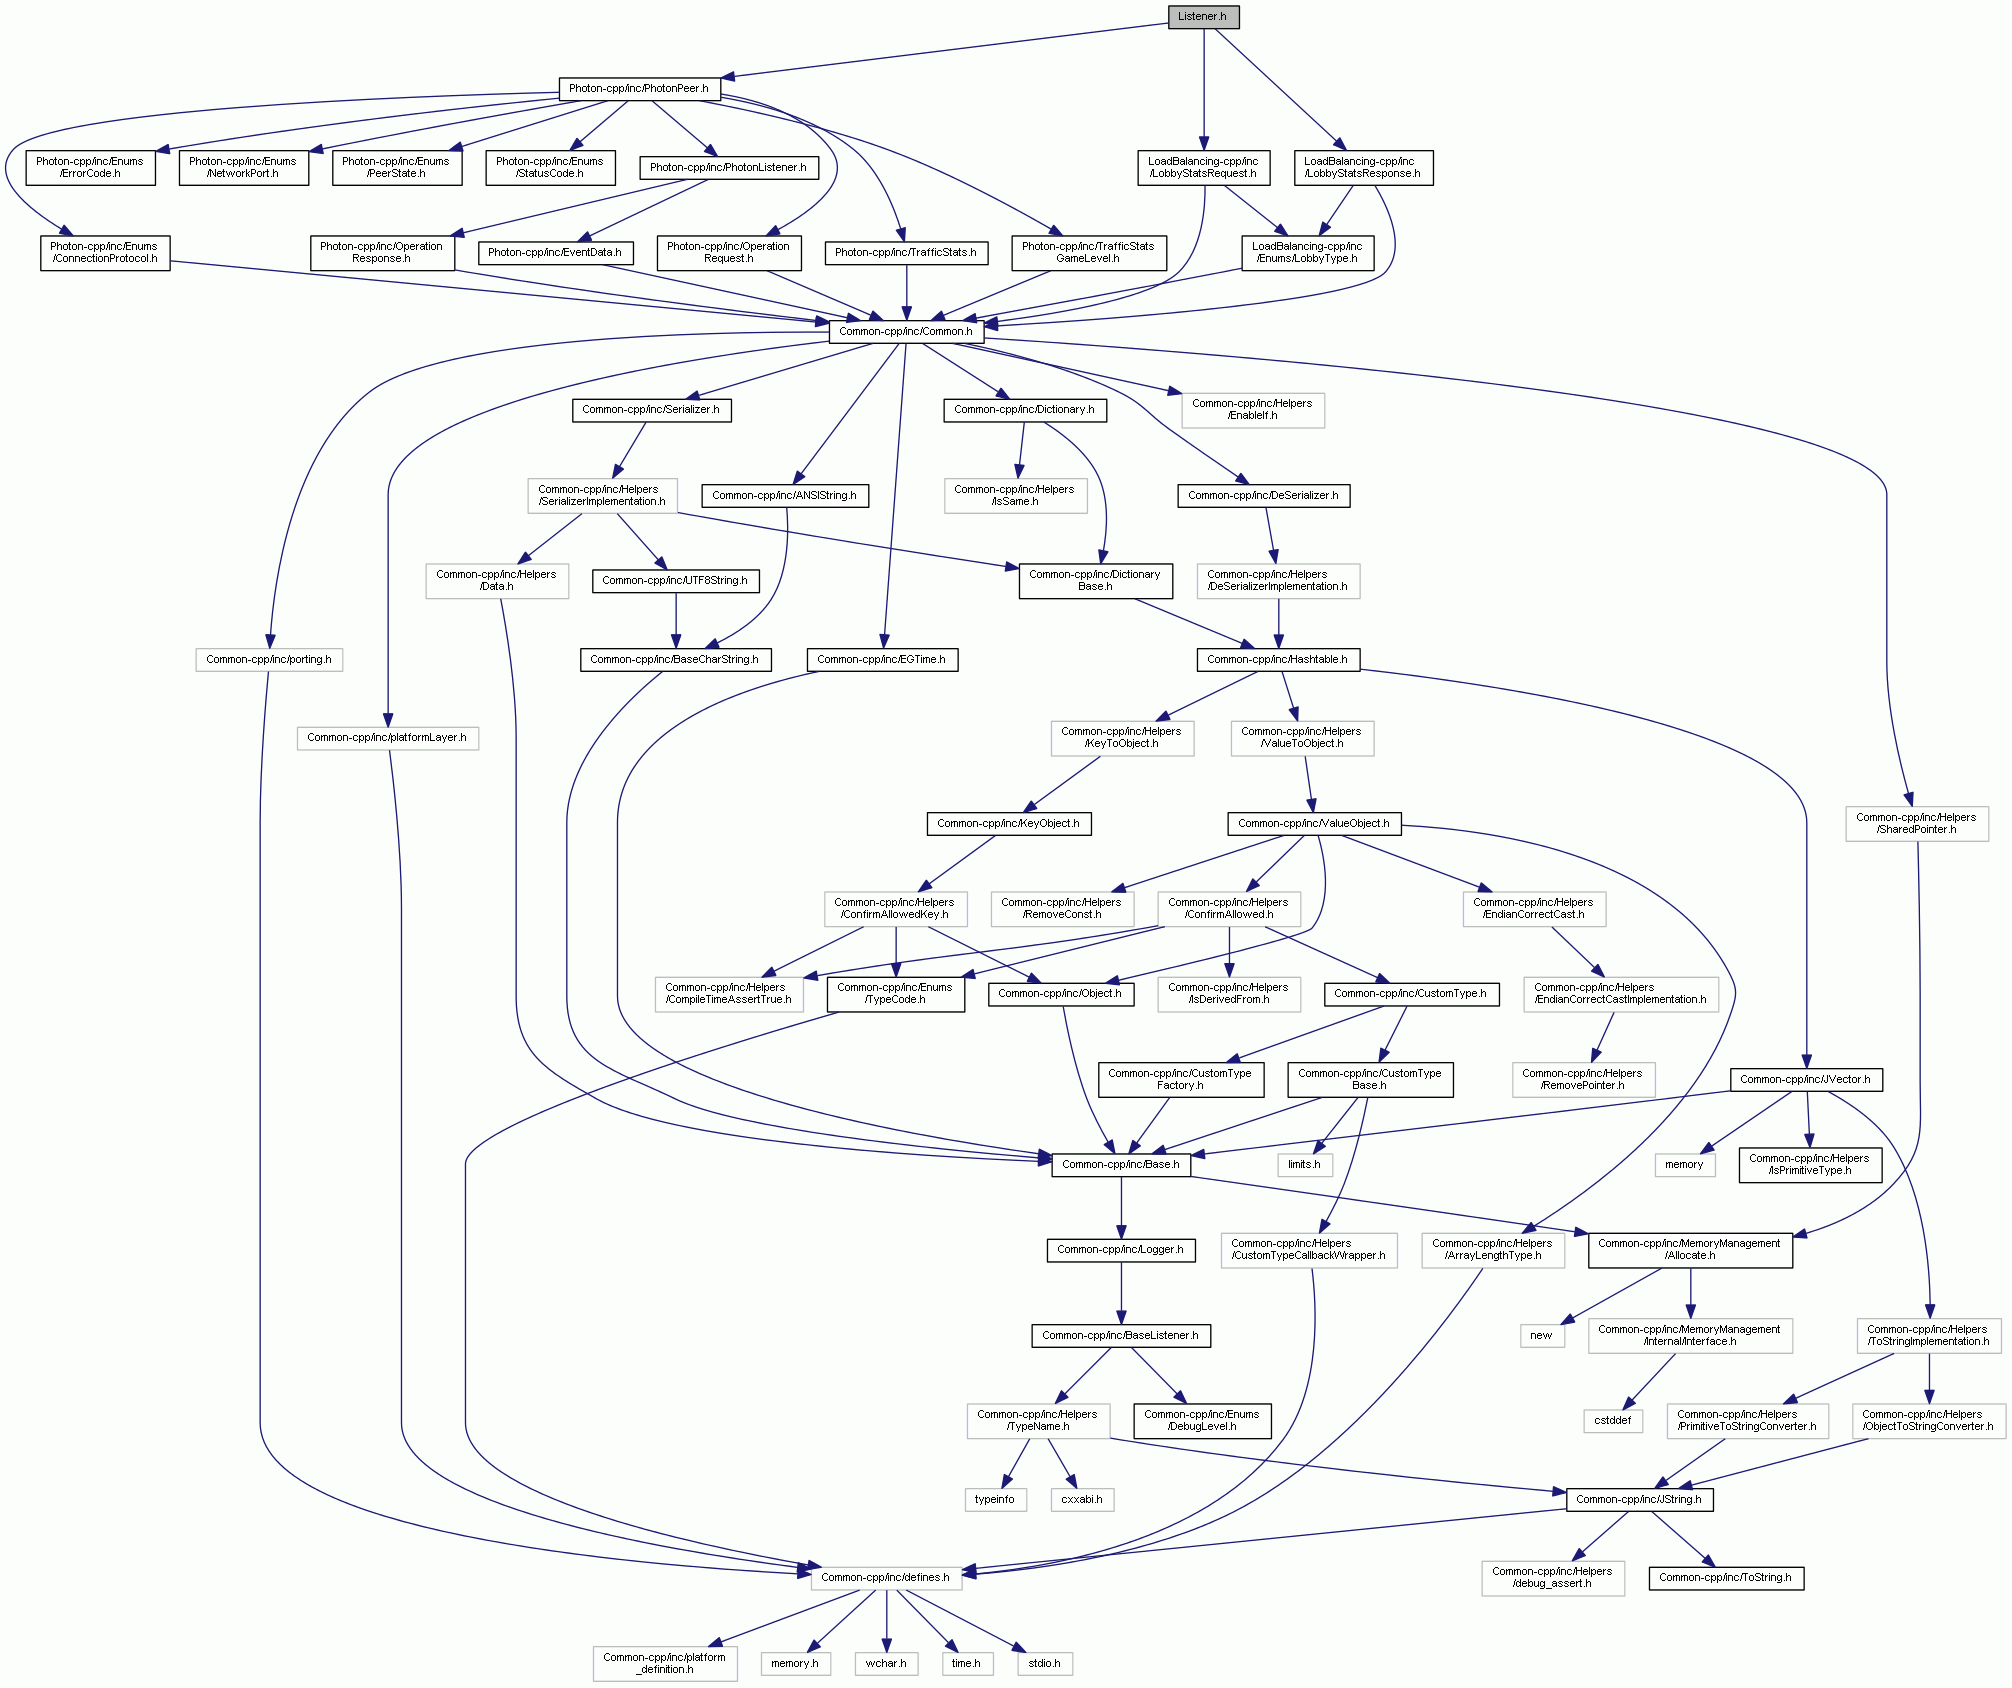 Listener.h
Photon-cpp/inc/PhotonPeer.h
Photon-cpp/inc/Enums
/ErrorCode.h
Photon-cpp/inc/Enums
/NetworkPort.h
Photon-cpp/inc/Enums
/PeerState.h
Photon-cpp/inc/Enums
/StatusCode.h
Photon-cpp/inc/PhotonListener.h
LoadBalancing-cpp/inc
/LobbyStatsRequest.h
LoadBalancing-cpp/inc
/LobbyStatsResponse.h
Photon-cpp/inc/Enums
/ConnectionProtocol.h
Photon-cpp/inc/Operation
Response.h
Photon-cpp/inc/EventData.h
Photon-cpp/inc/Operation
Request.h
Photon-cpp/inc/TrafficStats.h
Photon-cpp/inc/TrafficStats
GameLevel.h
LoadBalancing-cpp/inc
/Enums/LobbyType.h
Common-cpp/inc/Common.h
Common-cpp/inc/Serializer.h
Common-cpp/inc/Dictionary.h
Common-cpp/inc/Helpers
/EnableIf.h
Common-cpp/inc/Helpers
/SerializerImplementation.h
Common-cpp/inc/ANSIString.h
Common-cpp/inc/Helpers
/IsSame.h
Common-cpp/inc/DeSerializer.h
Common-cpp/inc/Helpers
/Data.h
Common-cpp/inc/UTF8String.h
Common-cpp/inc/Dictionary
Base.h
Common-cpp/inc/Helpers
/DeSerializerImplementation.h
Common-cpp/inc/porting.h
Common-cpp/inc/BaseCharString.h
Common-cpp/inc/EGTime.h
Common-cpp/inc/Hashtable.h
Common-cpp/inc/platformLayer.h
Common-cpp/inc/Helpers
/KeyToObject.h
Common-cpp/inc/Helpers
/ValueToObject.h
Common-cpp/inc/KeyObject.h
Common-cpp/inc/ValueObject.h
Common-cpp/inc/Helpers
/SharedPointer.h
Common-cpp/inc/Helpers
/ConfirmAllowedKey.h
Common-cpp/inc/Helpers
/RemoveConst.h
Common-cpp/inc/Helpers
/ConfirmAllowed.h
Common-cpp/inc/Helpers
/EndianCorrectCast.h
Common-cpp/inc/Helpers
/CompileTimeAssertTrue.h
Common-cpp/inc/Enums
/TypeCode.h
Common-cpp/inc/Object.h
Common-cpp/inc/Helpers
/IsDerivedFrom.h
Common-cpp/inc/CustomType.h
Common-cpp/inc/Helpers
/EndianCorrectCastImplementation.h
Common-cpp/inc/CustomType
Factory.h
Common-cpp/inc/CustomType
Base.h
Common-cpp/inc/Helpers
/RemovePointer.h
Common-cpp/inc/JVector.h
Common-cpp/inc/Base.h
limits.h
memory
Common-cpp/inc/Helpers
/IsPrimitiveType.h
Common-cpp/inc/Logger.h
Common-cpp/inc/Helpers
/CustomTypeCallbackWrapper.h
Common-cpp/inc/Helpers
/ArrayLengthType.h
Common-cpp/inc/MemoryManagement
/Allocate.h
Common-cpp/inc/BaseListener.h
new
Common-cpp/inc/MemoryManagement
/Internal/Interface.h
Common-cpp/inc/Helpers
/ToStringImplementation.h
Common-cpp/inc/Helpers
/TypeName.h
Common-cpp/inc/Enums
/DebugLevel.h
cstddef
Common-cpp/inc/Helpers
/PrimitiveToStringConverter.h
Common-cpp/inc/Helpers
/ObjectToStringConverter.h
typeinfo
cxxabi.h
Common-cpp/inc/JString.h
Common-cpp/inc/defines.h
Common-cpp/inc/Helpers
/debug_assert.h
Common-cpp/inc/ToString.h
Common-cpp/inc/platform
_definition.h
memory.h
wchar.h
time.h
stdio.h